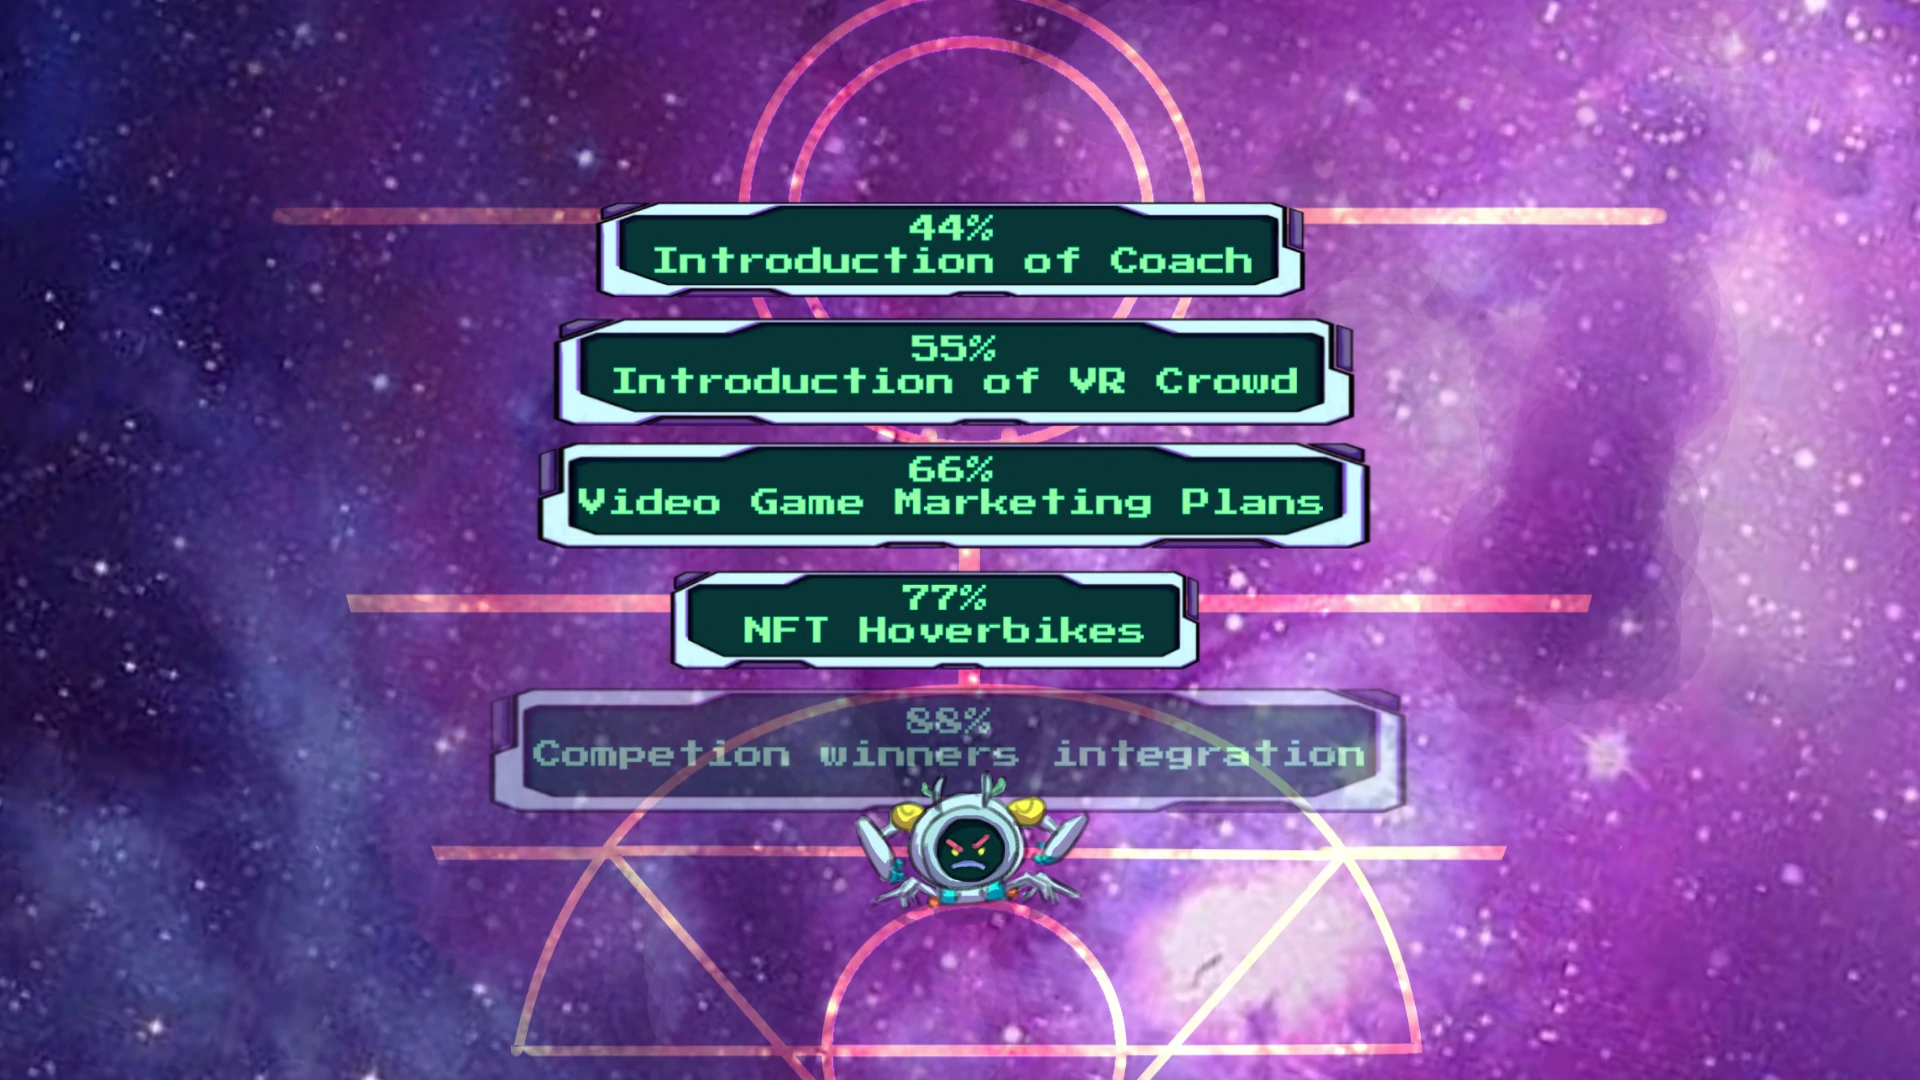 44%
Introduction of Coach
55%
Introduction of VR Crowd
66%
Video Game Marketing Plans
77%
NFT Hoverbikes
88%
Competion winners integration